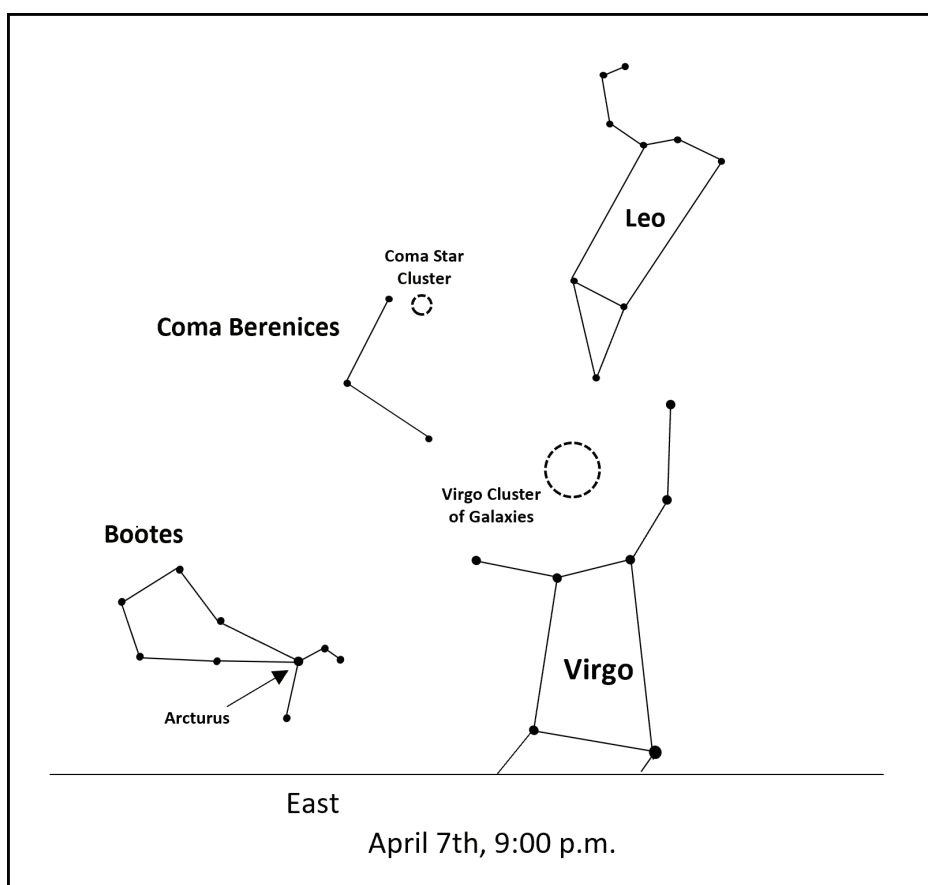 Leo
Coma Star
Cluster
Coma Berenices
Virgo Cluster
of Galaxies
Bootes
Virgo
Arcturus
East
April 7th, 9:00 p.m.